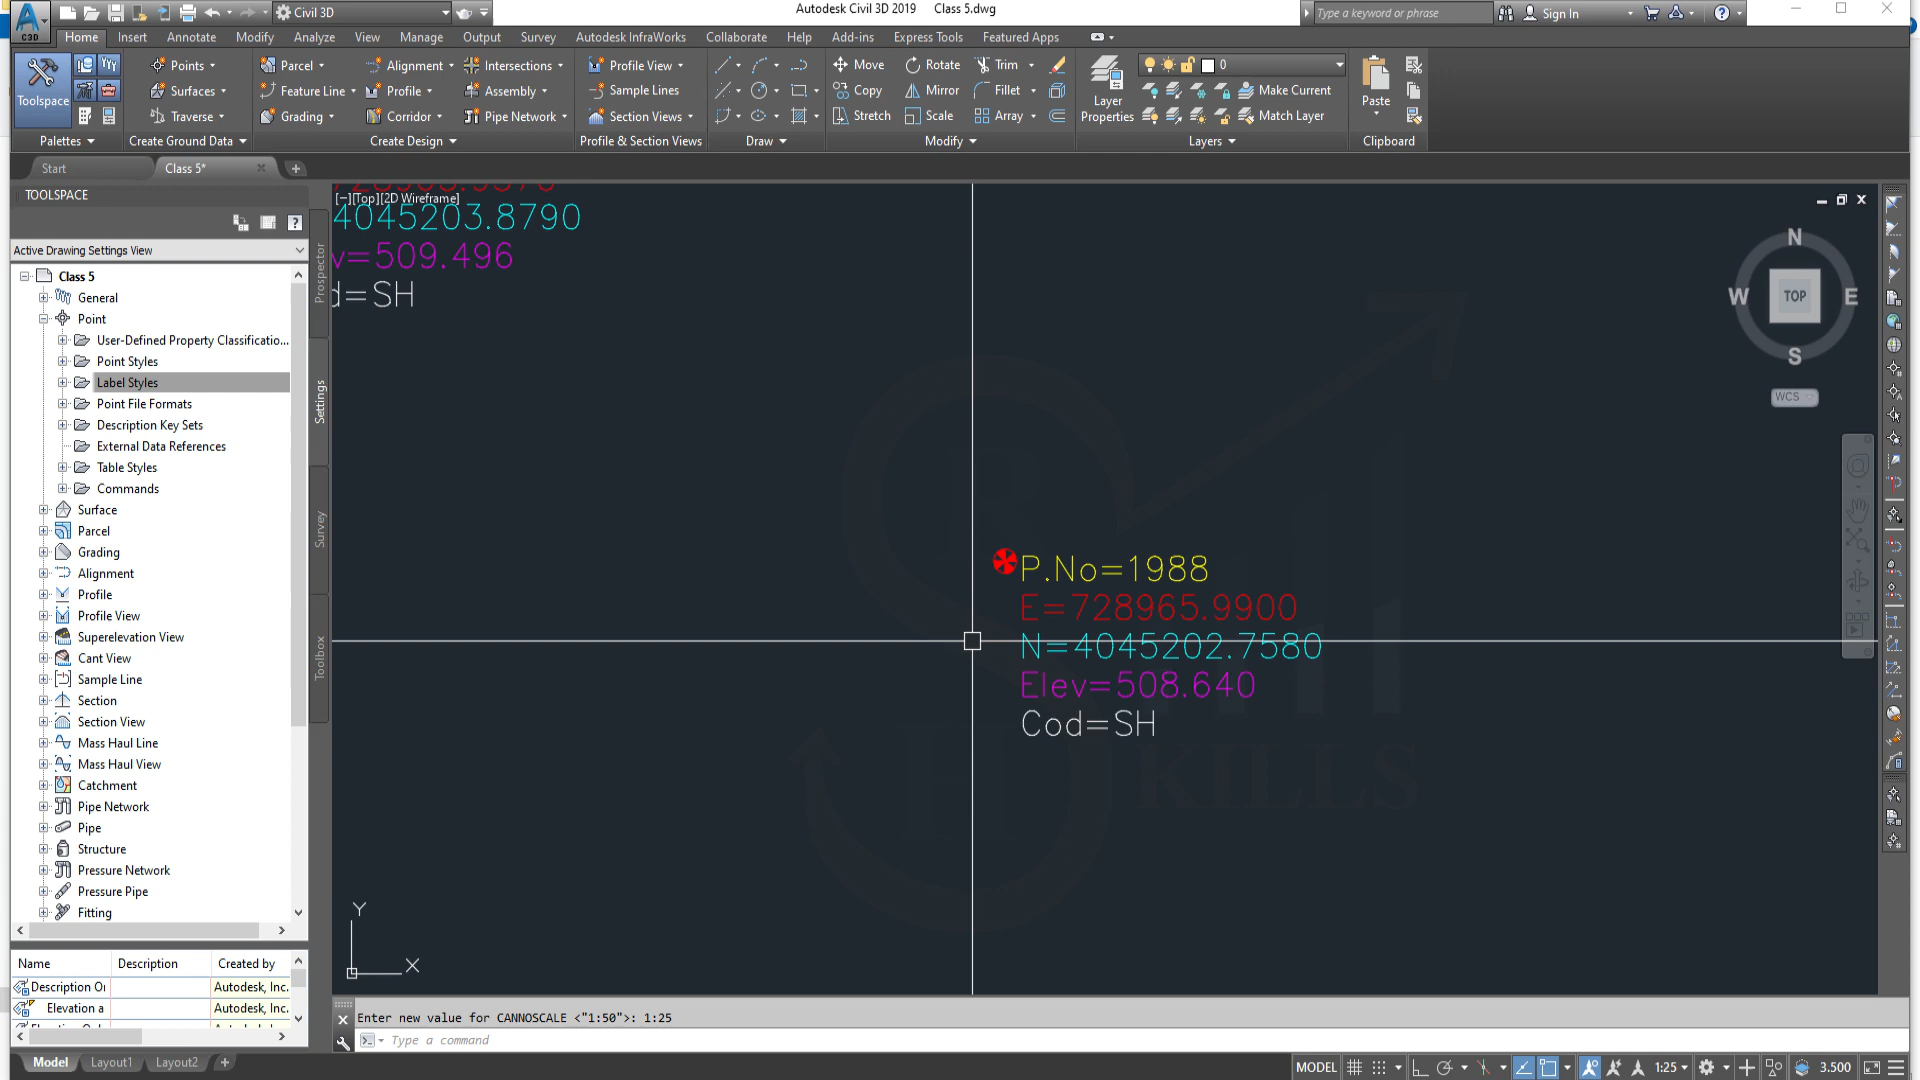 Civil 3D
Autodesk Civil 3D 2019 Class 5.dwg
Type a keyword or phrase
Sign In
Home Insert Annotate Modify Analyze View Manage Output Survey Autodesk InfraWorks Collaborate Help Add-ins Express Tools Featured Apps
C3D
Toolspace
Points
Surfaces
Traverse
Parcel
Feature Line
Grading
Alignment
Profile
Corridor
Intersections
Assembly
Pipe Network
Profile View
Sample Lines
Section Views
Move
Copy
Stretch
Rotate
Mirror
Scale
Trim
Fillet
Array
Layer
Properties
0
Make Current
Match Layer
Paste
Palettes
Create Ground Data
Create Design
Profile & Section Views
Draw
Modify
Layers
Clipboard
Start
Class 5*
TOOLSPACE
Active Drawing Settings View
Class 5
General
Point
User-Defined Property Classificatio...
Point Styles
Label Styles
Point File Formats
Description Key Sets
External Data References
Table Styles
Commands
Surface
Parcel
Grading
Alignment
Profile
Profile View
Superelevation View
Cant View
Sample Line
Section
Section View
Mass Haul Line
Mass Haul View
Catchment
Pipe Network
Pipe
Structure
Pressure Network
Pressure Pipe
Fitting
Prospector
Settings
Survey
Toolbox
Name Description Created by
Description Or Autodesk, Inc.
Elevation a Autodesk, Inc.
[−][Top][2D Wireframe]
4045203.8790
v=509.496
d=SH
P.No=1988
E=728965.9900
N=4045202.7580
Elev=508.640
Cod=SH
KILLS
N
W
TOP
E
S
WCS
Y
X
Enter new value for CANNOSCALE <"1:50">: 1:25
Type a command
Model Layout1 Layout2
MODEL
1:25
3.500